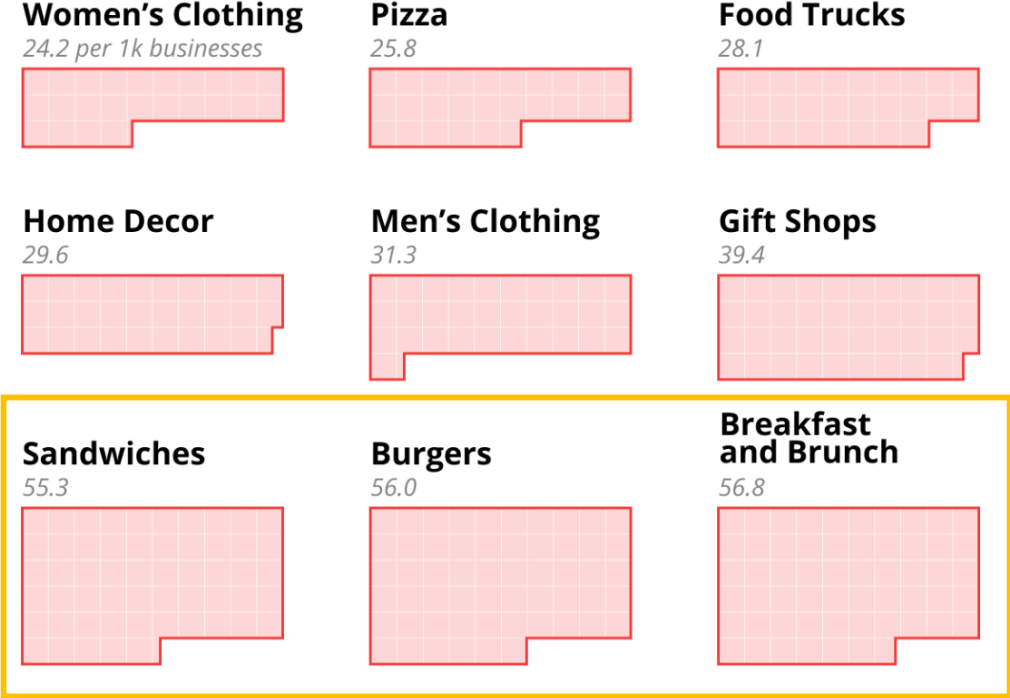 Women’s Clothing
24.2 per 1k businesses
Pizza
25.8
Food Trucks
28.1
Home Decor
29.6
Men’s Clothing
31.3
Gift Shops
39.4
Sandwiches
55.3
Burgers
56.0
Breakfast
and Brunch
56.8